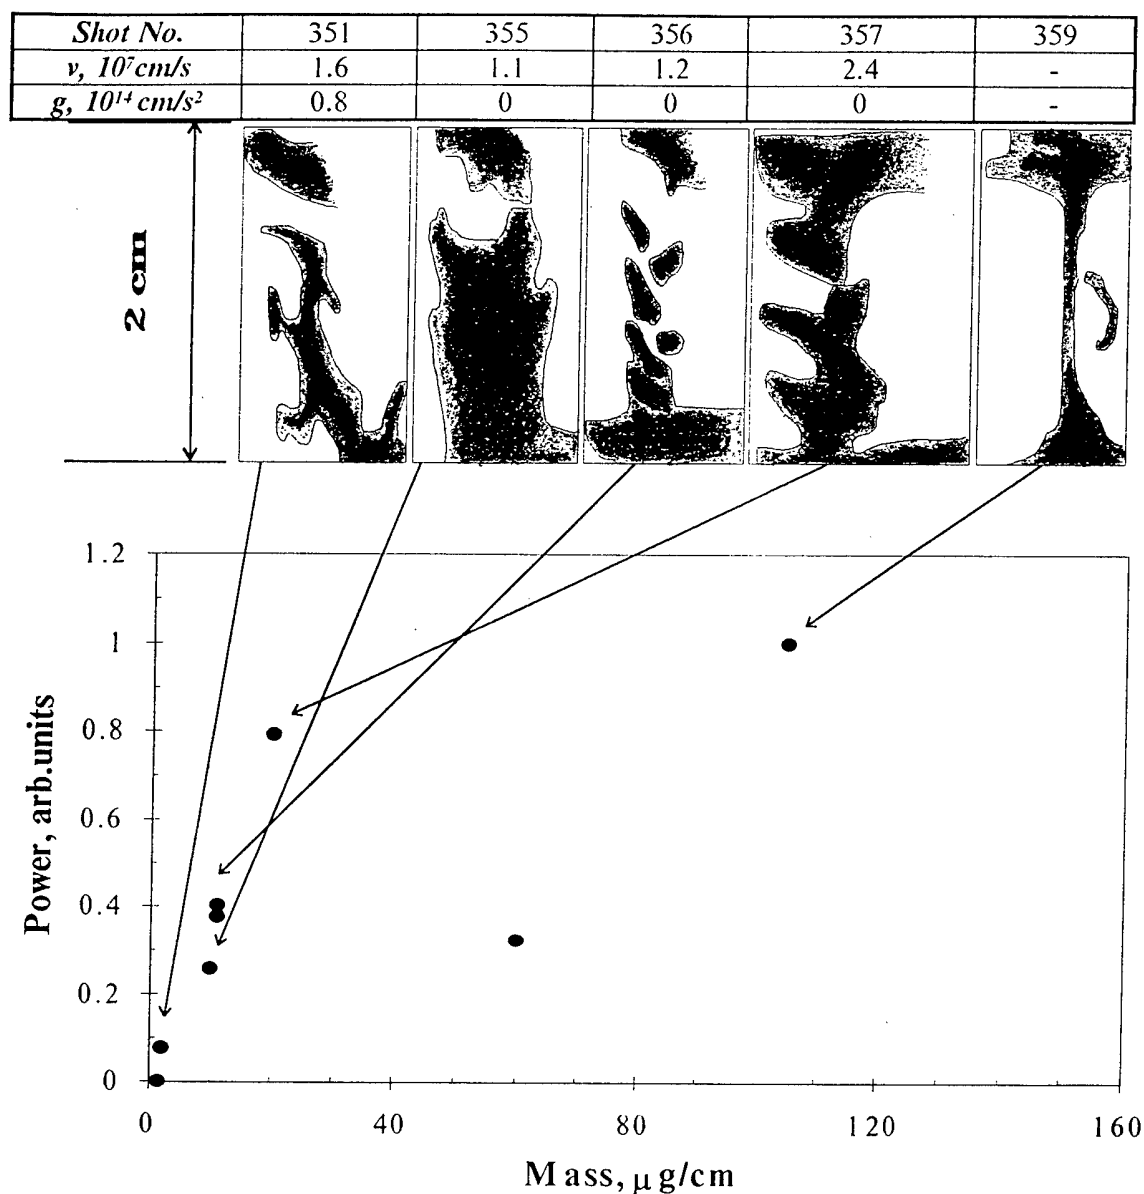 Shot No. 351 355 356 357 359
v, 10⁷cm/s 1.6 1.1 1.2 2.4 -
g, 10¹⁴ cm/s² 0.8 0 0 0 -
2 cm
1.2
1
0.8
0.6
0.4
0.2
0
Power, arb.units
0 40 80 120 160
Mass, µg/cm